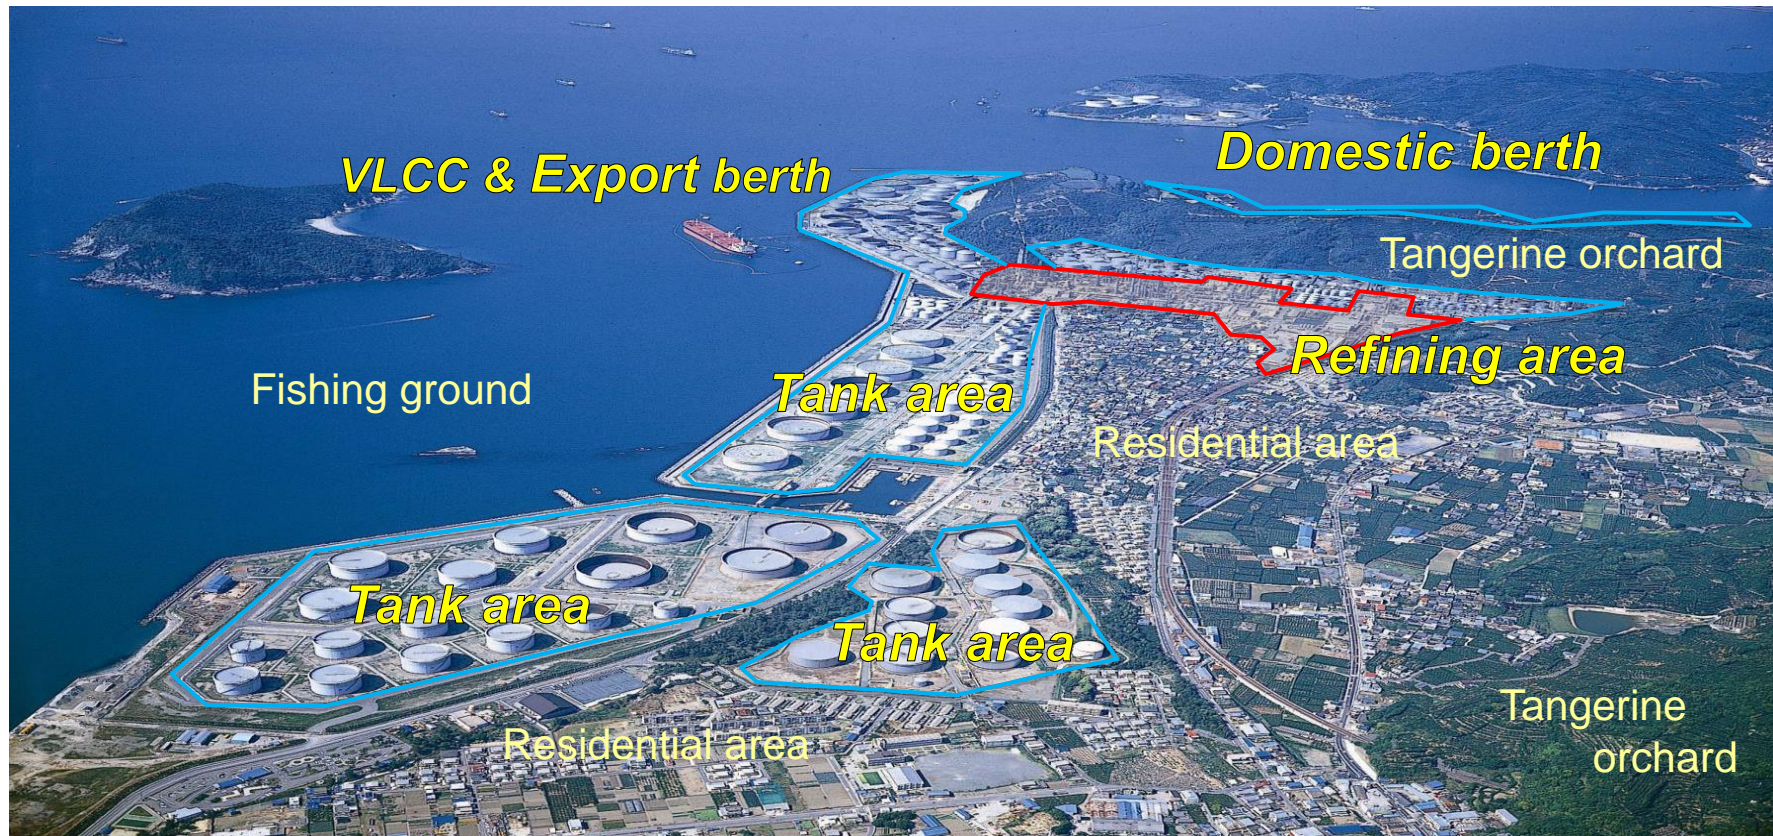 Domestic berth
VLCC & Export berth
Tangerine orchard
Refining area
Fishing ground
Tank area
Residential area
Tank area
Tank area
Tangerine
orchard
Residential area